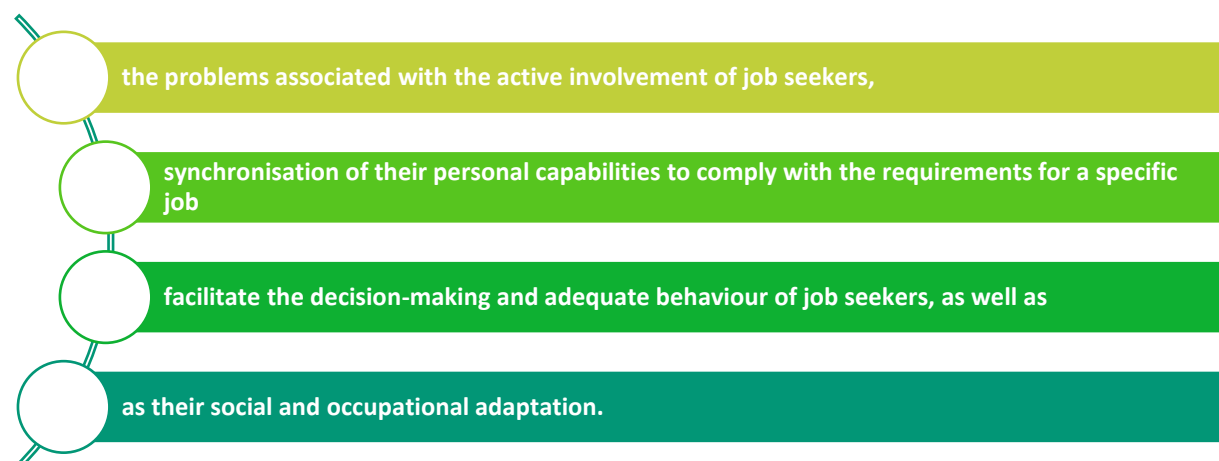 the problems associated with the active involvement of job seekers,
synchronisation of their personal capabilities to comply with the requirements for a specific
job
facilitate the decision-making and adequate behaviour of job seekers, as well as
as their social and occupational adaptation.